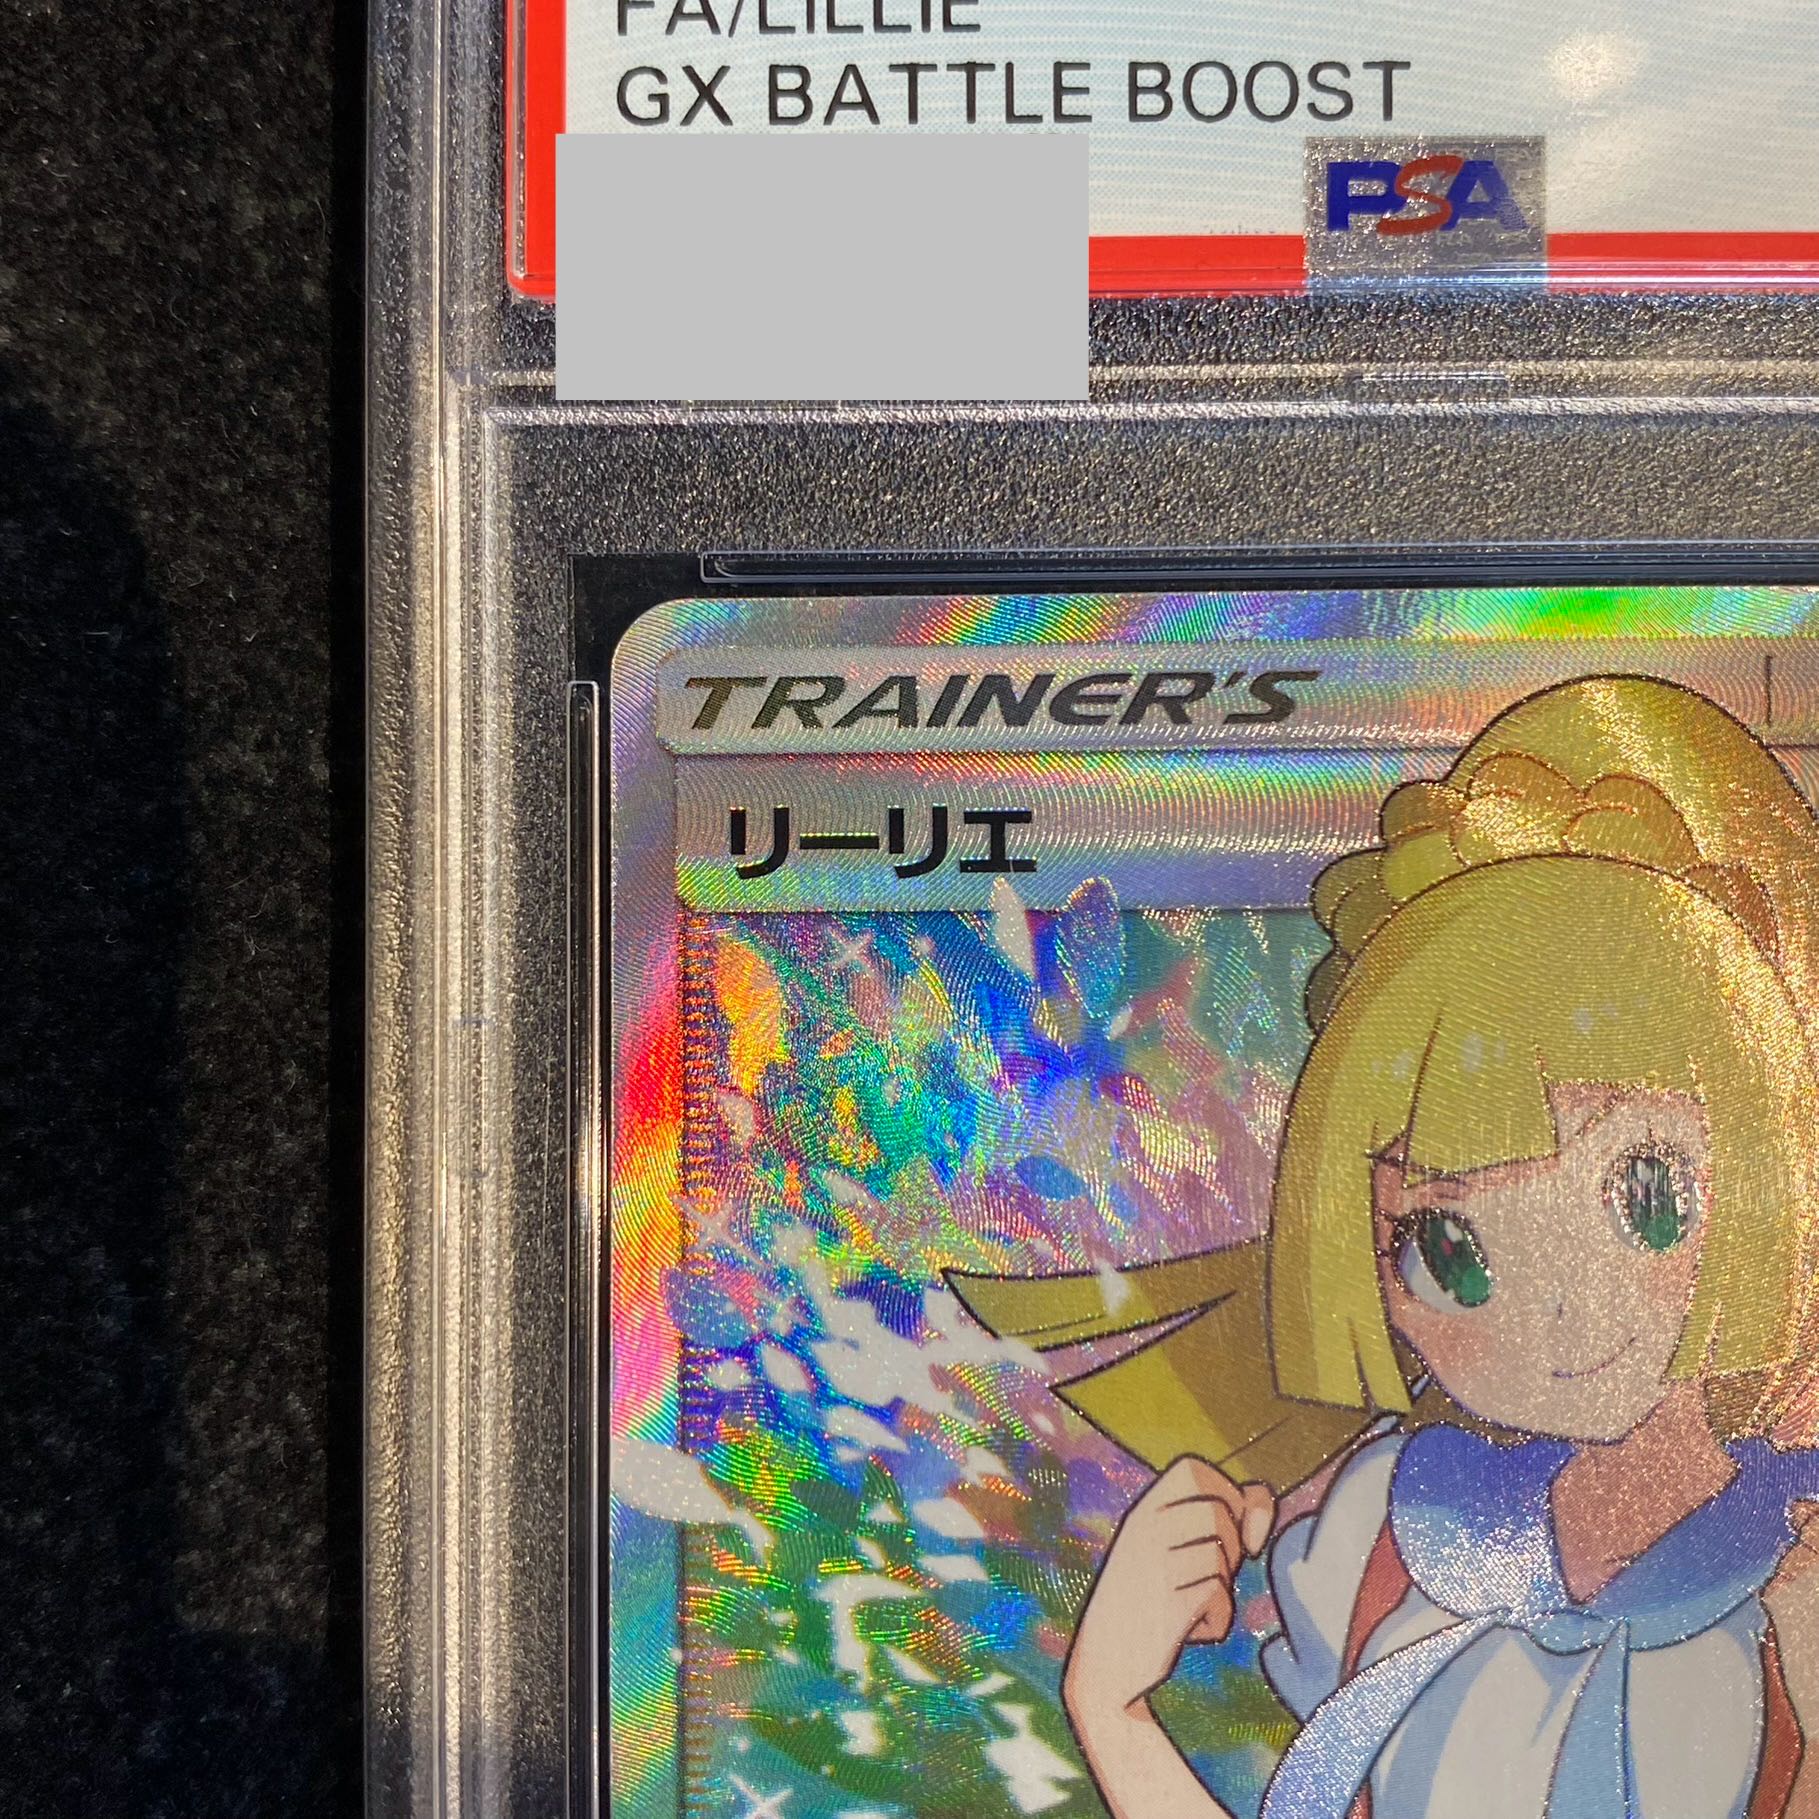 FA/LILLIE
GX BATTLE BOOST
PSA
TRAINER'S
リーリエ